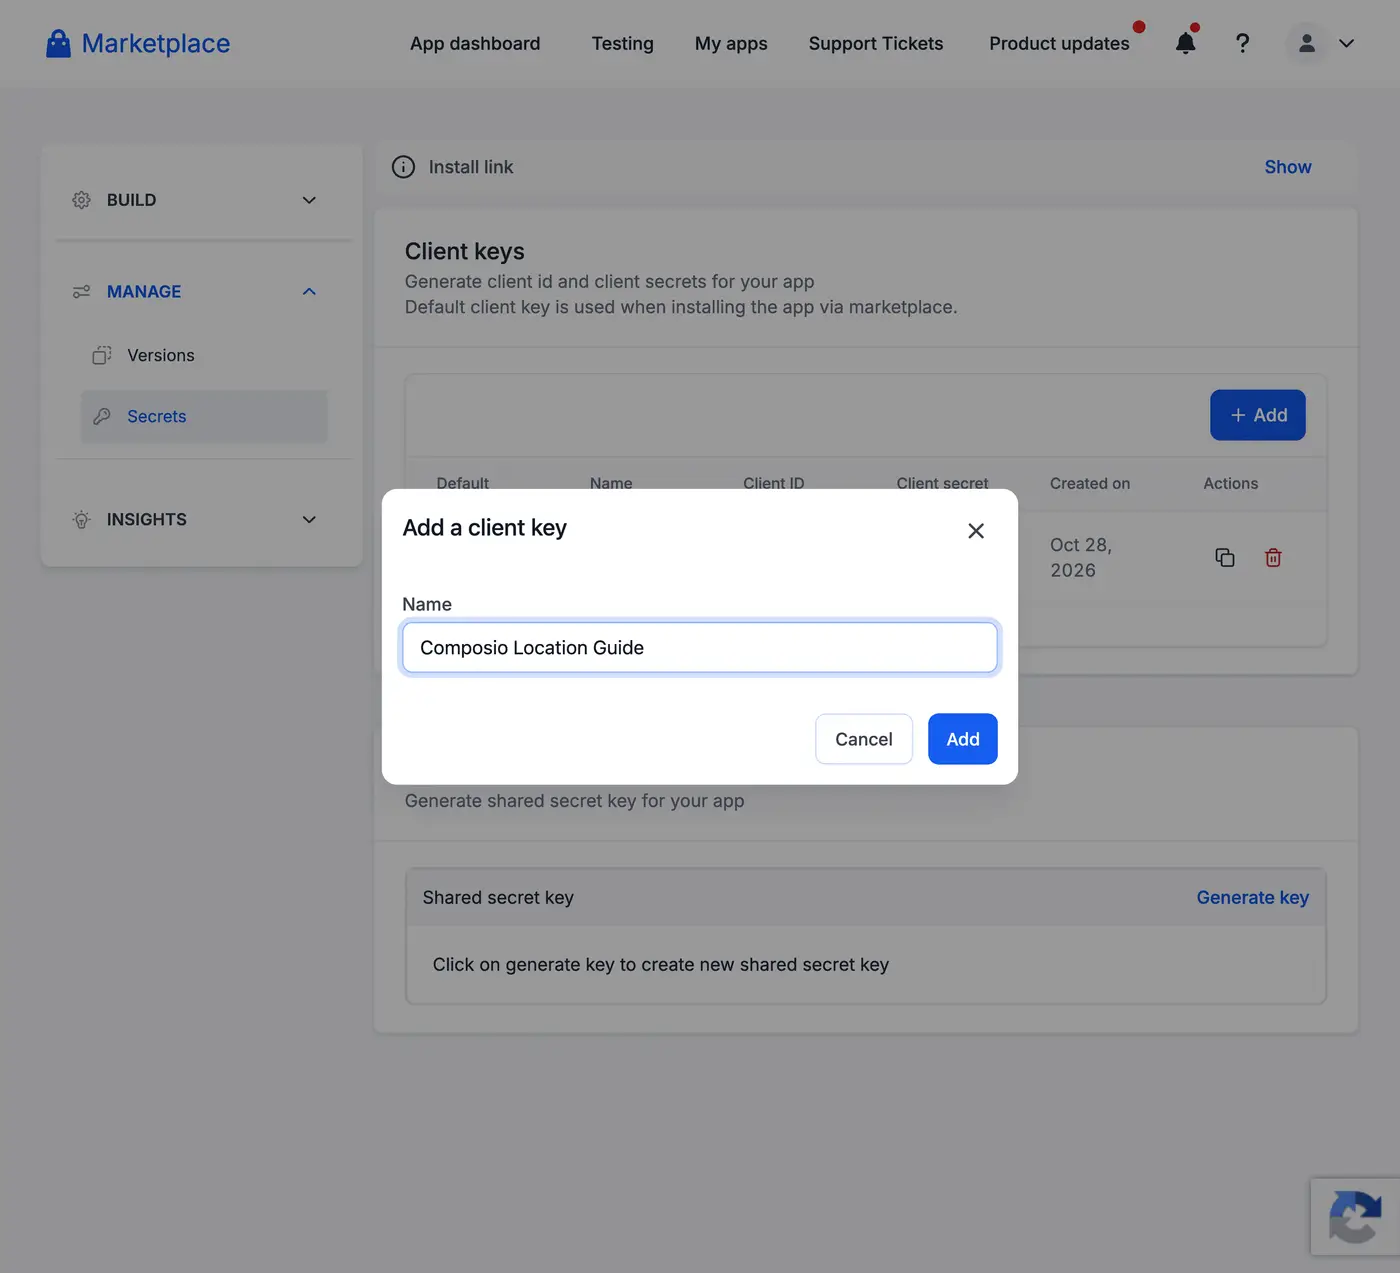 Marketplace
App dashboard
Testing
My apps
Support Tickets
Product updates
?
BUILD
MANAGE
Versions
Secrets
INSIGHTS
Install link
Show
Client keys
Generate client id and client secrets for your app
Default client key is used when installing the app via marketplace.
+ Add
Default
Name
Client ID
Client secret
Created on
Actions
Oct 28,
2026
Add a client key
Name
Composio Location Guide
Cancel
Add
Generate shared secret key for your app
Shared secret key
Generate key
Click on generate key to create new shared secret key